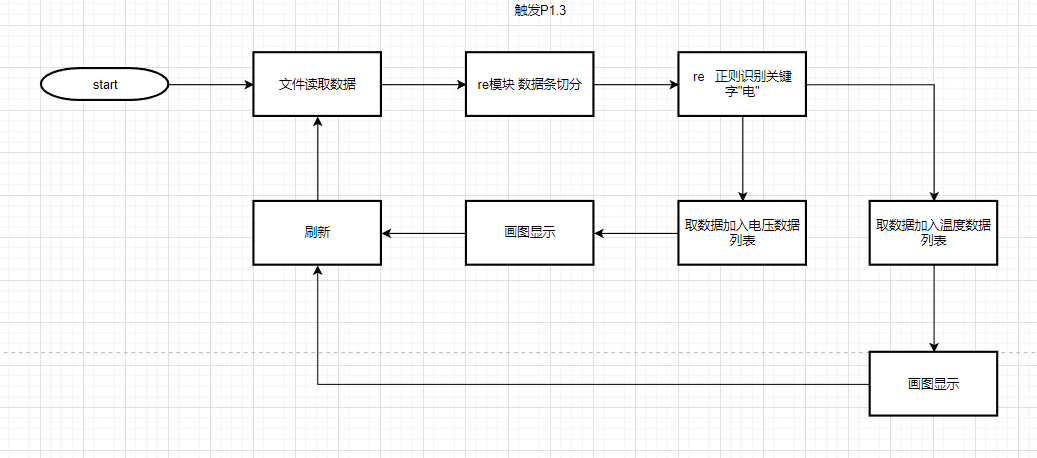 触发P1.3
start
文件读取数据
re模块 数据条切分
re 正则识别关键
字"电"
刷新
画图显示
取数据加入电压数据
列表
取数据加入温度数据
列表
画图显示